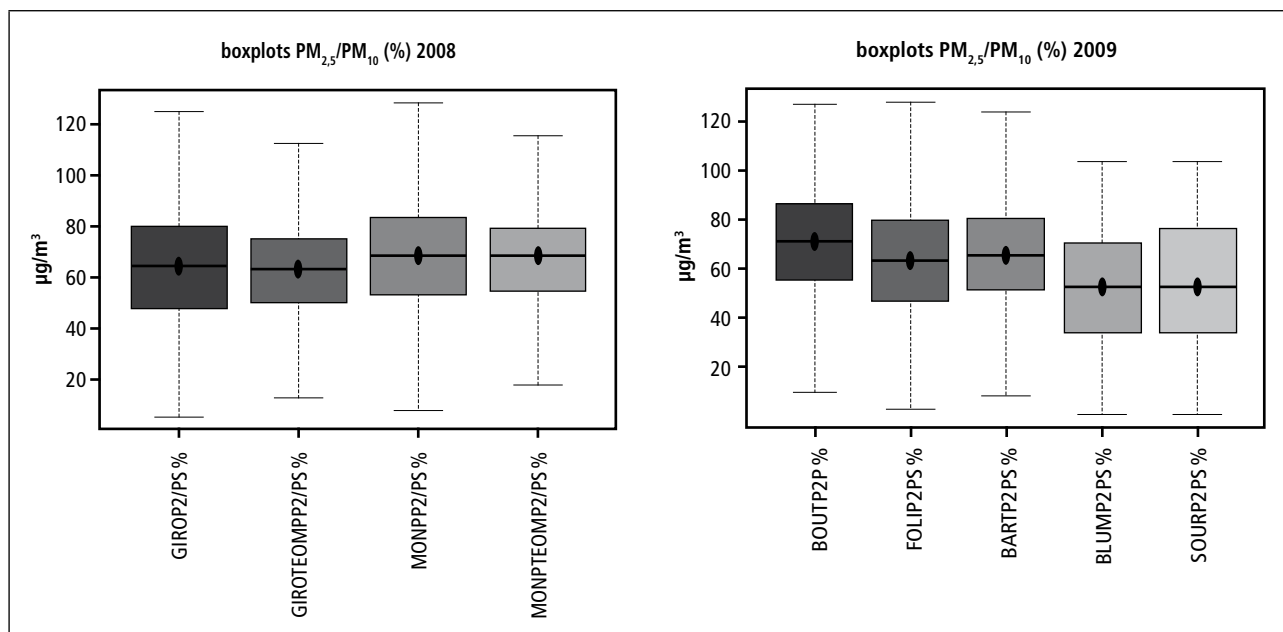 boxplots PM2,5/PM10 (%) 2008
µg/m3
120
100
80
60
40
20
GIROP2/PS %
GIROTEOMPP2/PS %
MONPP2/PS %
MONPTEOMP2/PS %
boxplots PM2,5/PM10 (%) 2009
µg/m3
120
100
80
60
40
20
BOUTP2P %
FOLIP2PS %
BARTP2PS %
BLUMP2PS %
SOURP2PS %